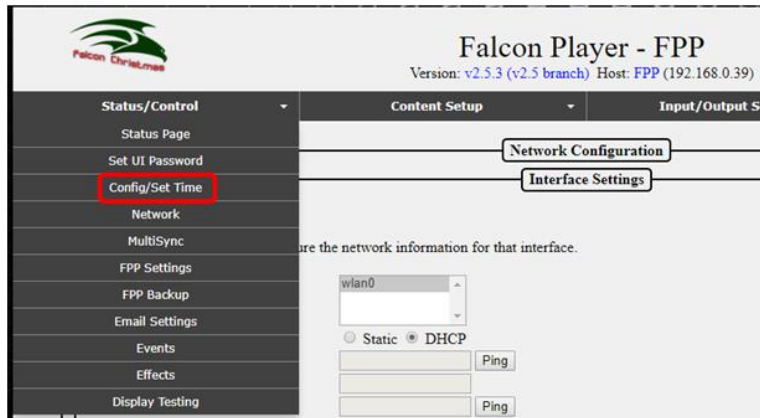 Falcon Christmas
Falcon Player - FPP
Version: v2.5.3 (v2.5 branch) Host: FPP (192.168.0.39)
Status/Control
Content Setup
Input/Output S
Status Page
Set UI Password
Config/Set Time
Network
MultiSync
FPP Settings
FPP Backup
Email Settings
Events
Effects
Display Testing
Network Configuration
Interface Settings
ure the network information for that interface.
wlan0
Static DHCP
Ping
Ping